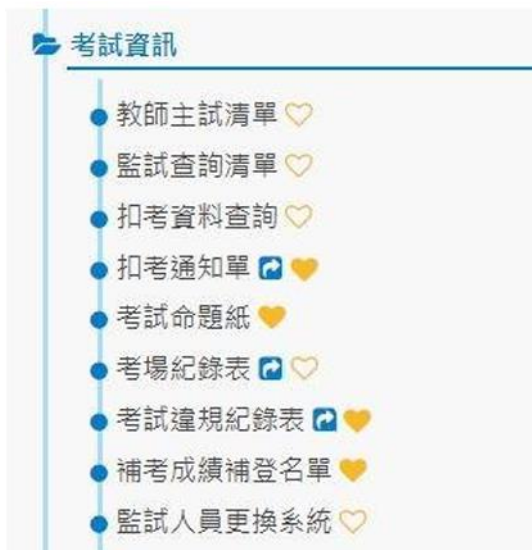 考試資訊
教師主試清單
監試查詢清單
扣考資料查詢
扣考通知單
考試命題紙
考場紀錄表
考試違規紀錄表
補考成績補登名單
監試人員更換系統